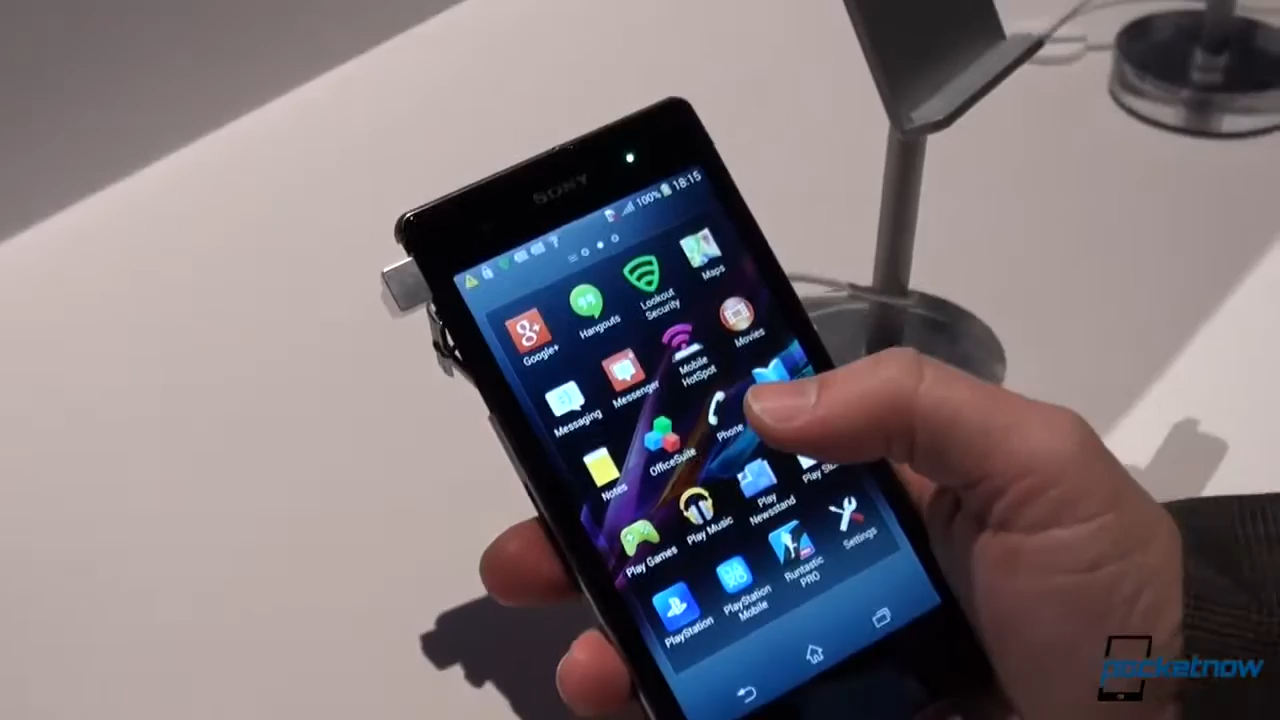 SONY
100% 18:15
Google+
Hangouts
Lookout
Security
Maps
Messaging
Messenger
Mobile
HotSpot
Movies
Notes
OfficeSuite
Phone
Play Games
Play Music
Play
Newsstand
Play
PlayStation
PlayStation
Mobile
Runtastic
PRO
Settings
pocketnow